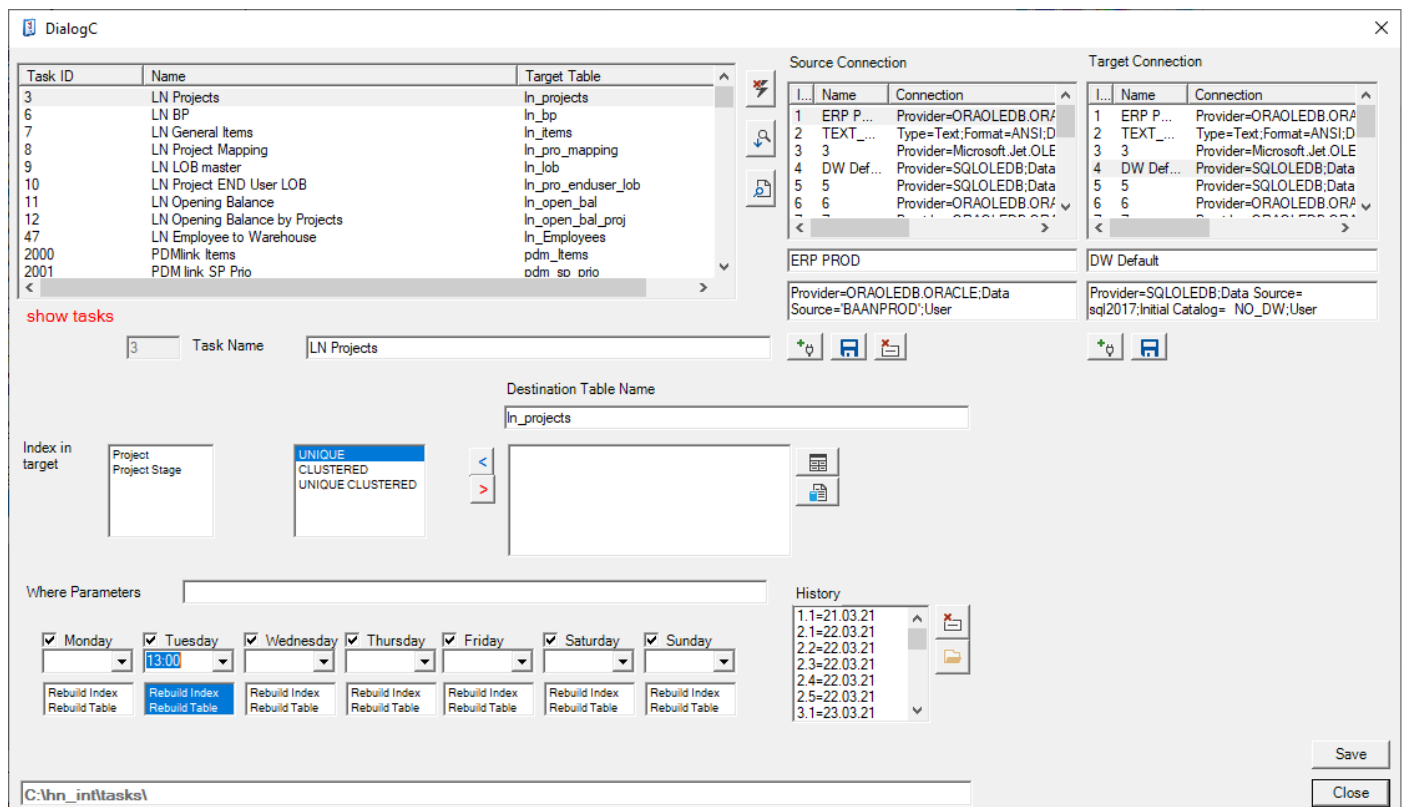 DialogC
Task ID Name Target Table
3 LN Projects ln_projects
6 LN BP ln_bp
7 LN General Items ln_items
8 LN Project Mapping ln_pro_mapping
9 LN LOB master ln_lob
10 LN Project END User LOB ln_pro_enduser_lob
11 LN Opening Balance ln_open_bal
12 LN Opening Balance by Projects ln_open_bal_proj
47 LN Employee to Warehouse ln_Employees
2000 PDMlink Items pdm_Items
2001 PDM link SP Prio pdm_sp_prio
show tasks
Source Connection
I... Name Connection
1 ERP P... Provider=ORAOLEDB.ORA
2 TEXT_... Type=Text;Format=ANSI;D
3 3 Provider=Microsoft.Jet.OLE
4 DW Def... Provider=SQLOLEDB;Data
5 5 Provider=SQLOLEDB;Data
6 6 Provider=ORAOLEDB.ORA
ERP PROD
Provider=ORAOLEDB.ORACLE;Data
Source='BAANPROD';User
Target Connection
I... Name Connection
1 ERP P... Provider=ORAOLEDB.ORA
2 TEXT_... Type=Text;Format=ANSI;D
3 3 Provider=Microsoft.Jet.OLE
4 DW Def... Provider=SQLOLEDB;Data
5 5 Provider=SQLOLEDB;Data
6 6 Provider=ORAOLEDB.ORA
DW Default
Provider=SQLOLEDB;Data Source=
sql2017;Initial Catalog= NO_DW;User
3 Task Name LN Projects
Destination Table Name
ln_projects
Index in
target
Project
Project Stage
UNIQUE
CLUSTERED
UNIQUE CLUSTERED
<
>
Where Parameters
Monday Tuesday Wednesday Thursday Friday Saturday Sunday
13:00
Rebuild Index Rebuild Index Rebuild Index Rebuild Index Rebuild Index Rebuild Index Rebuild Index
Rebuild Table Rebuild Table Rebuild Table Rebuild Table Rebuild Table Rebuild Table Rebuild Table
History
1.1=21.03.21
2.1=22.03.21
2.2=22.03.21
2.3=22.03.21
2.4=22.03.21
2.5=22.03.21
3.1=23.03.21
Save
C:\hn_int\tasks\
Close